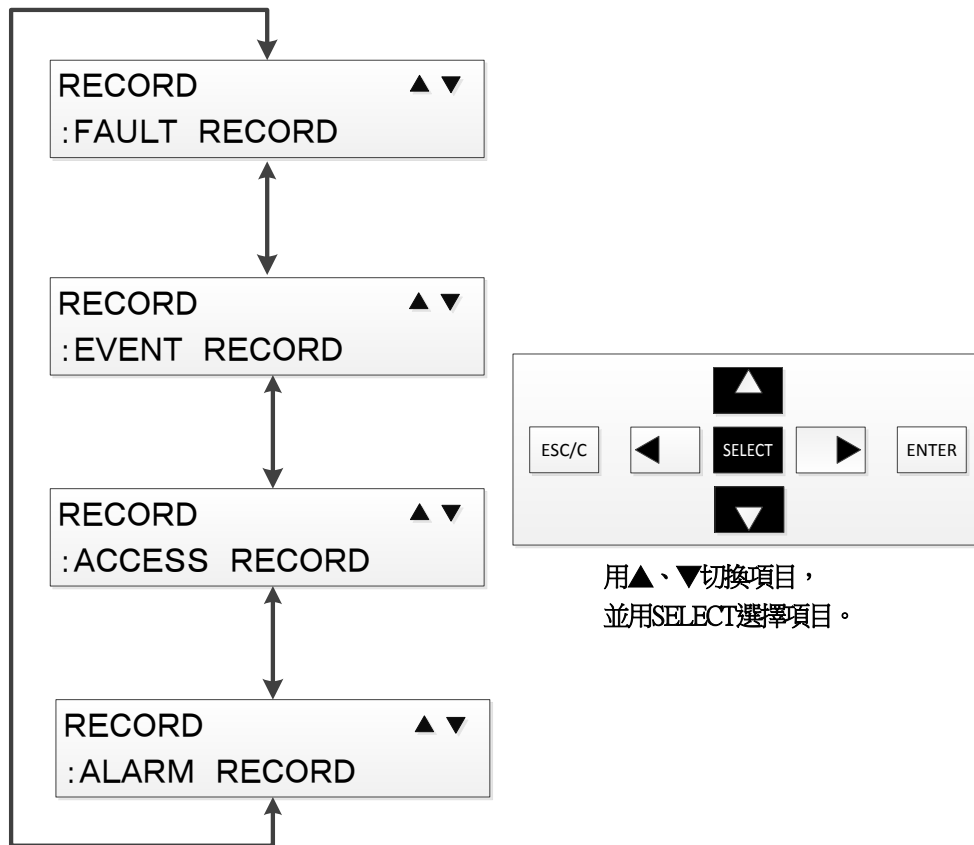 RECORD ▲ ▼
:FAULT RECORD
RECORD ▲ ▼
:EVENT RECORD
RECORD ▲ ▼
:ACCESS RECORD
RECORD ▲ ▼
:ALARM RECORD
ESC/C
SELECT
ENTER
用▲、▼切換項目，
並用SELECT選擇項目。